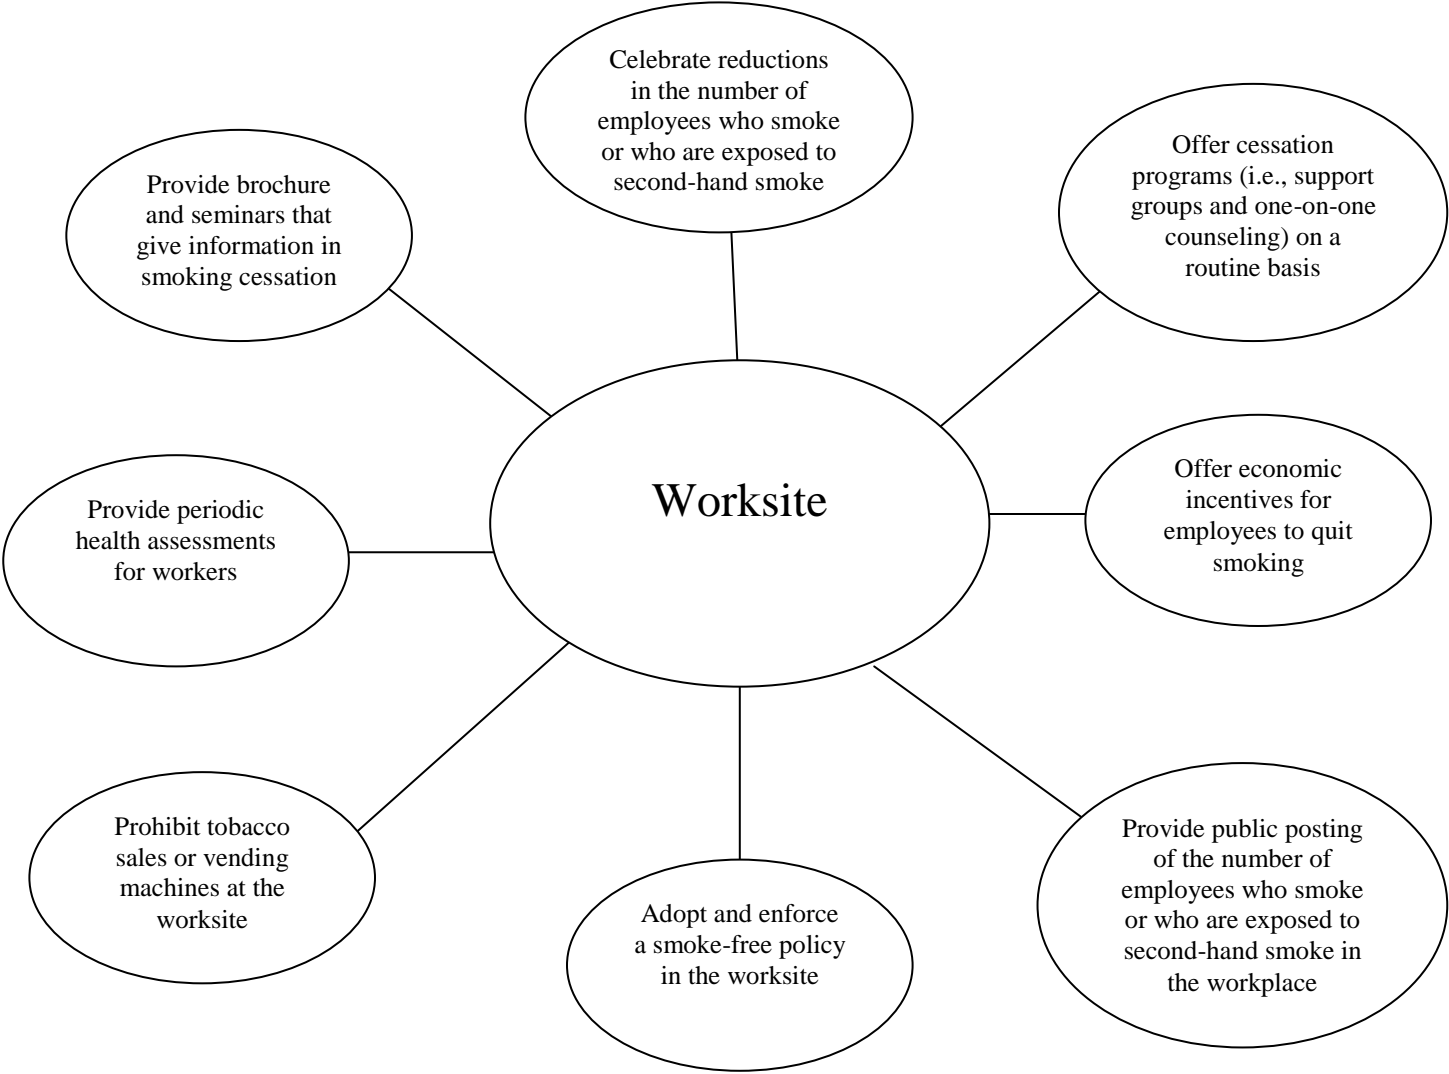 Celebrate reductions
in the number of
employees who smoke
or who are exposed to
second-hand smoke
Offer cessation
programs (i.e., support
groups and one-on-one
counseling) on a
routine basis
Provide brochure
and seminars that
give information in
smoking cessation
Worksite
Offer economic
incentives for
employees to quit
smoking
Provide periodic
health assessments
for workers
Prohibit tobacco
sales or vending
machines at the
worksite
Adopt and enforce
a smoke-free policy
in the worksite
Provide public posting
of the number of
employees who smoke
or who are exposed to
second-hand smoke in
the workplace